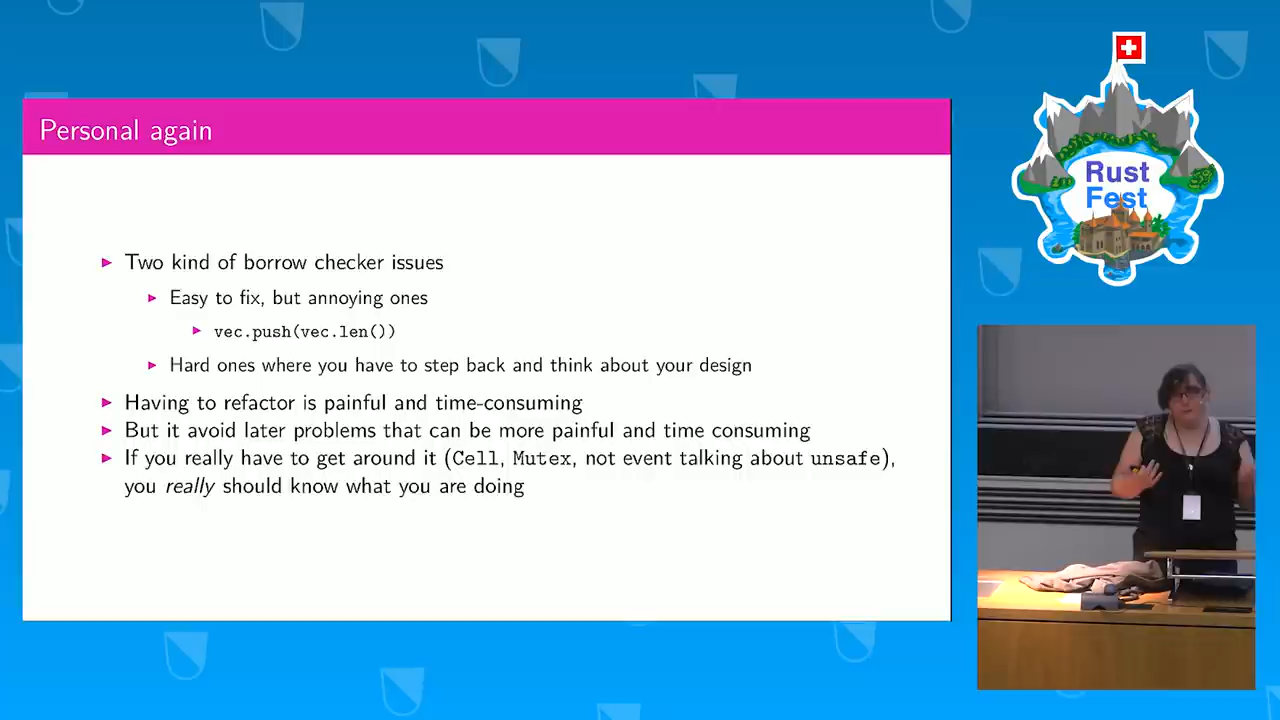 Personal again
Two kind of borrow checker issues
Easy to fix, but annoying ones
vec.push(vec.len())
Hard ones where you have to step back and think about your design
Having to refactor is painful and time-consuming
But it avoid later problems that can be more painful and time consuming
If you really have to get around it (Cell, Mutex, not event talking about unsafe),
you really should know what you are doing
Rust
Fest